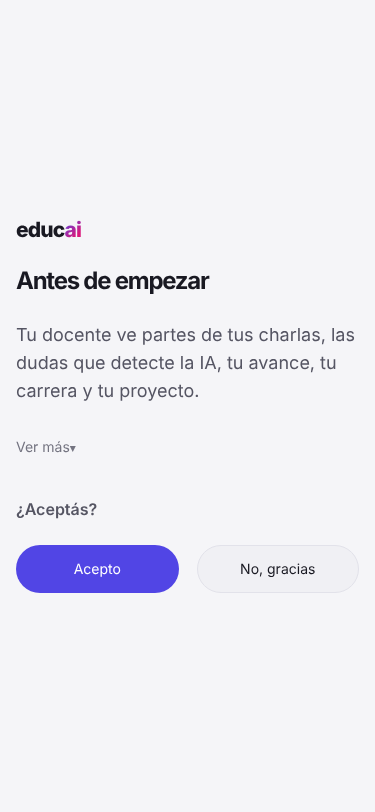 educai
Antes de empezar
Tu docente ve partes de tus charlas, las
dudas que detecte la IA, tu avance, tu
carrera y tu proyecto.
Ver más▾
¿Aceptás?
Acepto
No, gracias